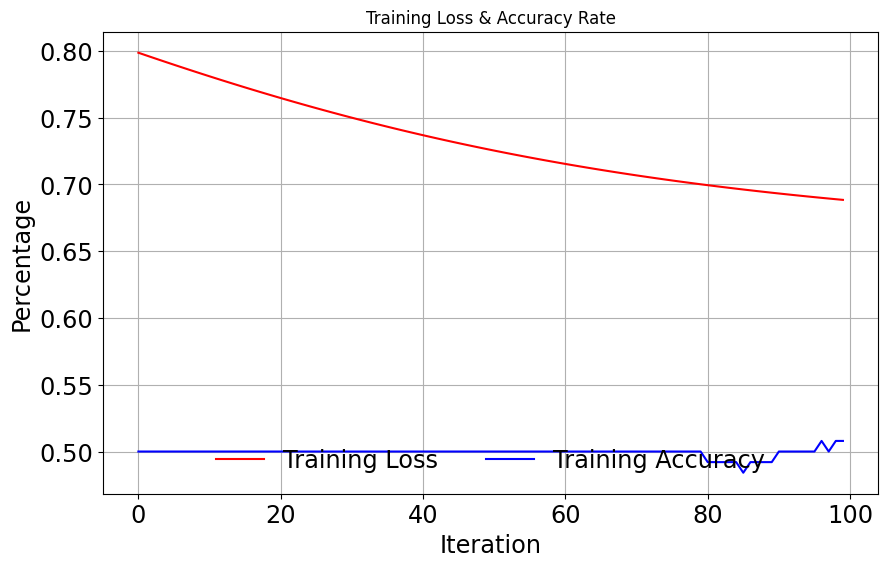 Training Loss & Accuracy Rate
Percentage
0.80
0.75
0.70
0.65
0.60
0.55
0.50
Training Loss
Training Accuracy
0 20 40 60 80 100
Iteration